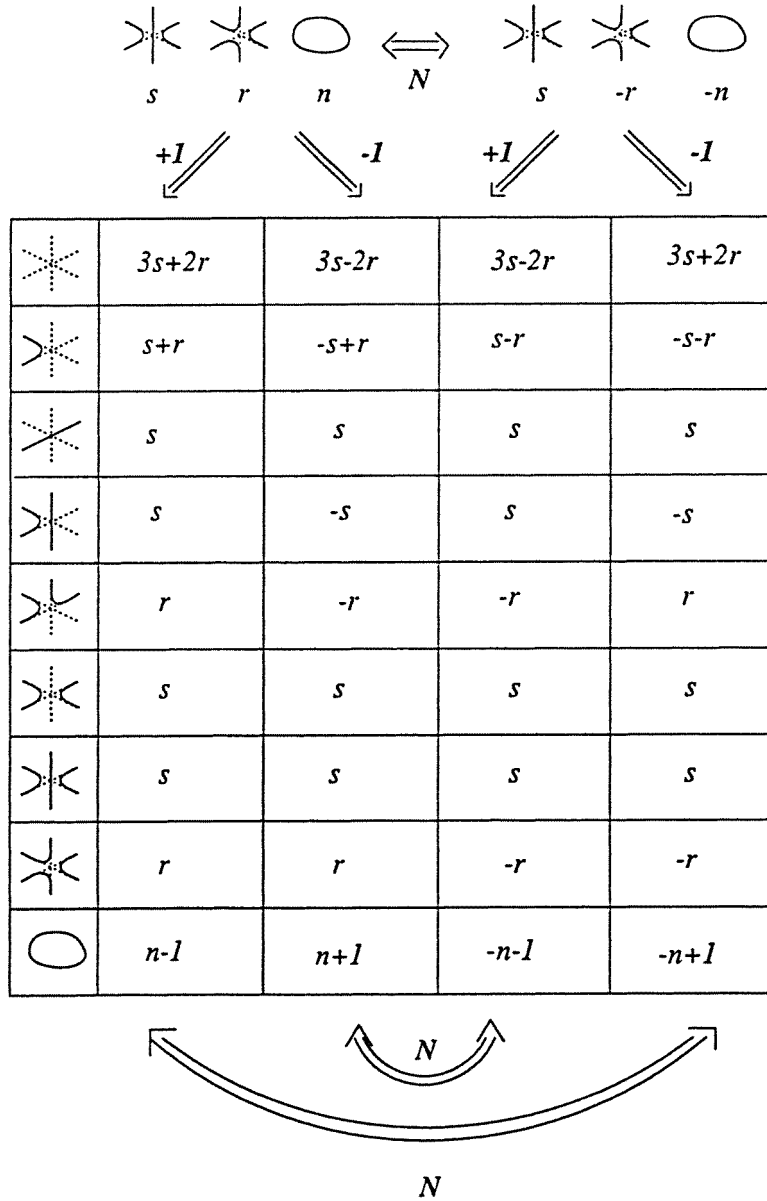 N
s r n s -r -n
+1 -1 +1 -1
3s+2r 3s-2r 3s-2r 3s+2r
s+r -s+r s-r -s-r
s s s s
s -s s -s
r -r -r r
s s s s
s s s s
r r -r -r
n-1 n+1 -n-1 -n+1
N
N